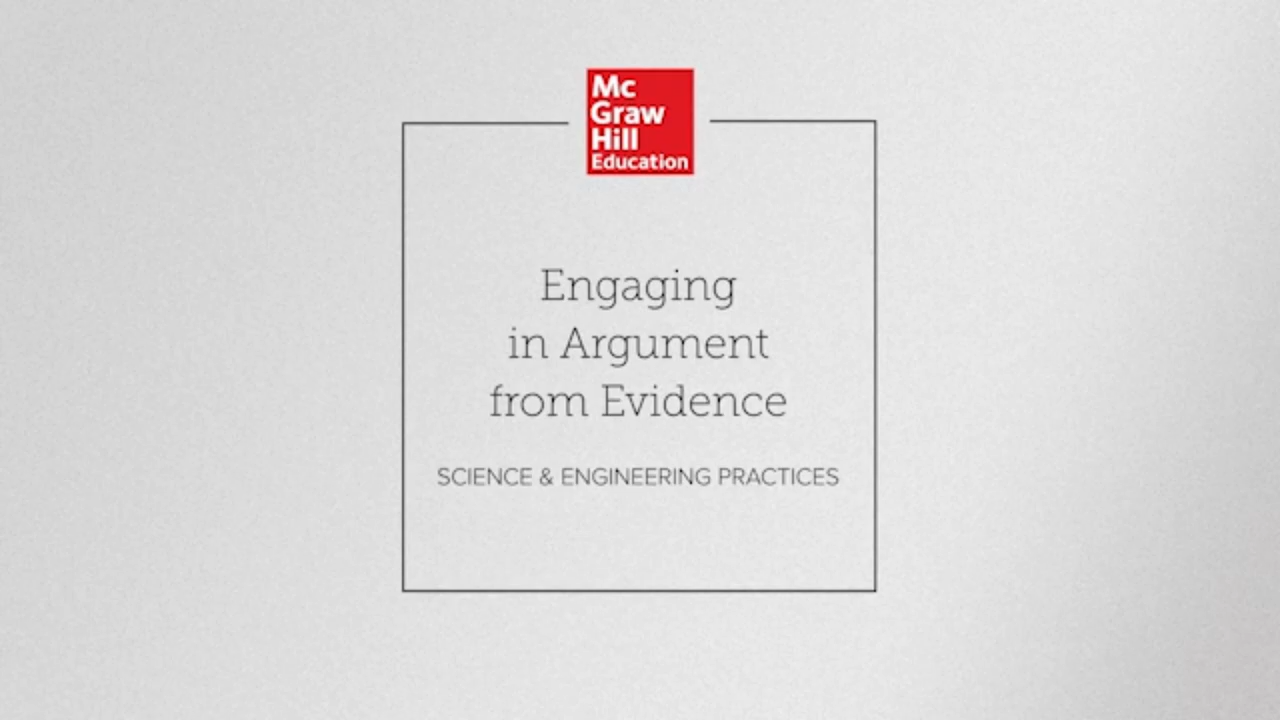 Mc
Graw
Hill
Education
Engaging
in Argument
from Evidence
SCIENCE & ENGINEERING PRACTICES